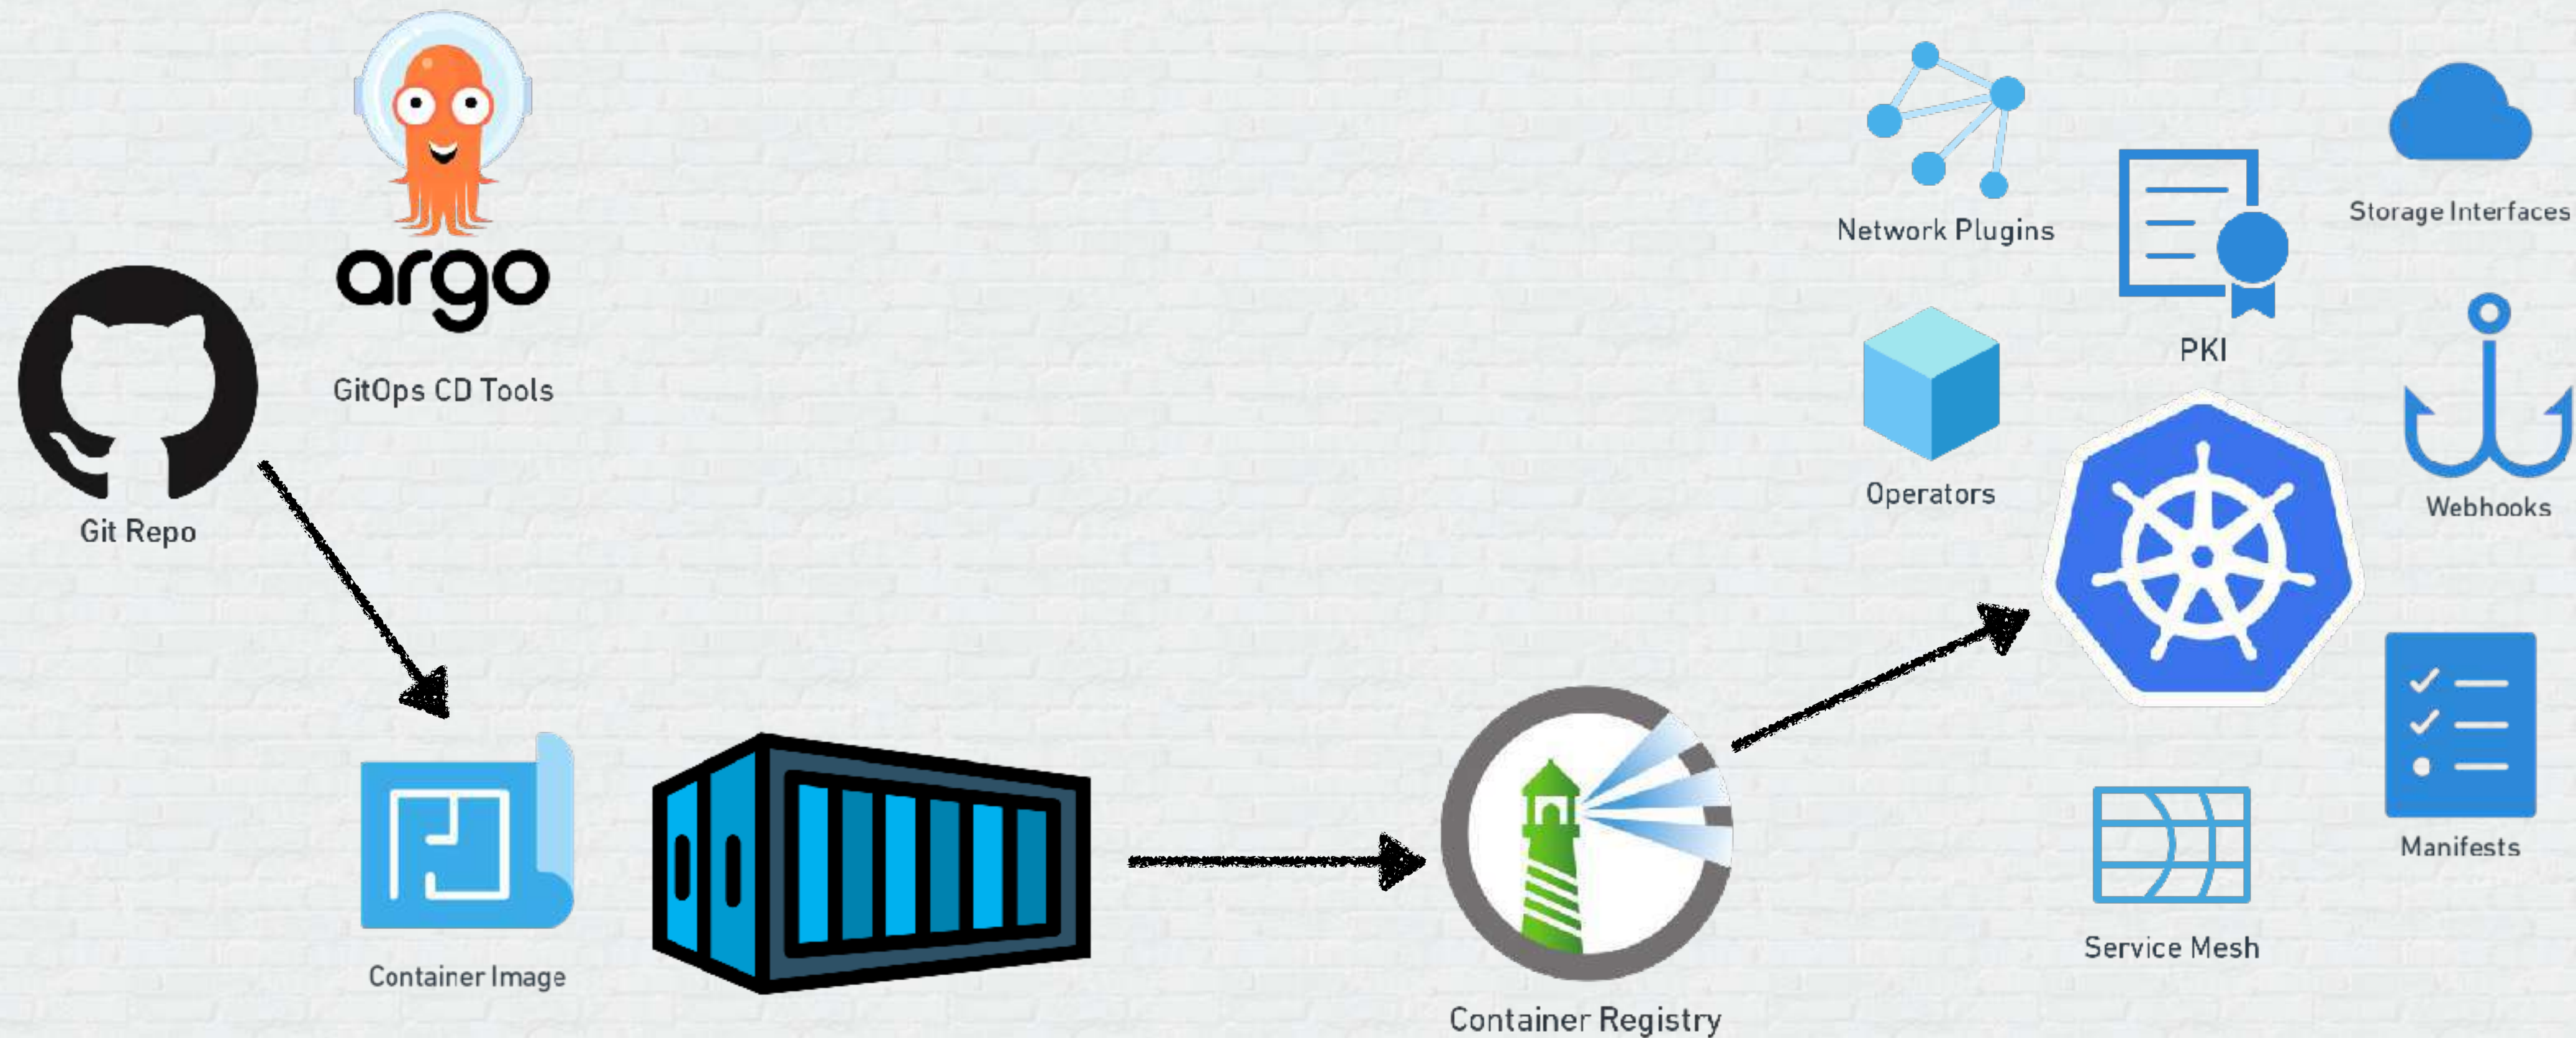 argo
GitOps CD Tools
Git Repo
Container Image
Container Registry
Network Plugins
Storage Interfaces
PKI
Operators
Webhooks
Manifests
Service Mesh